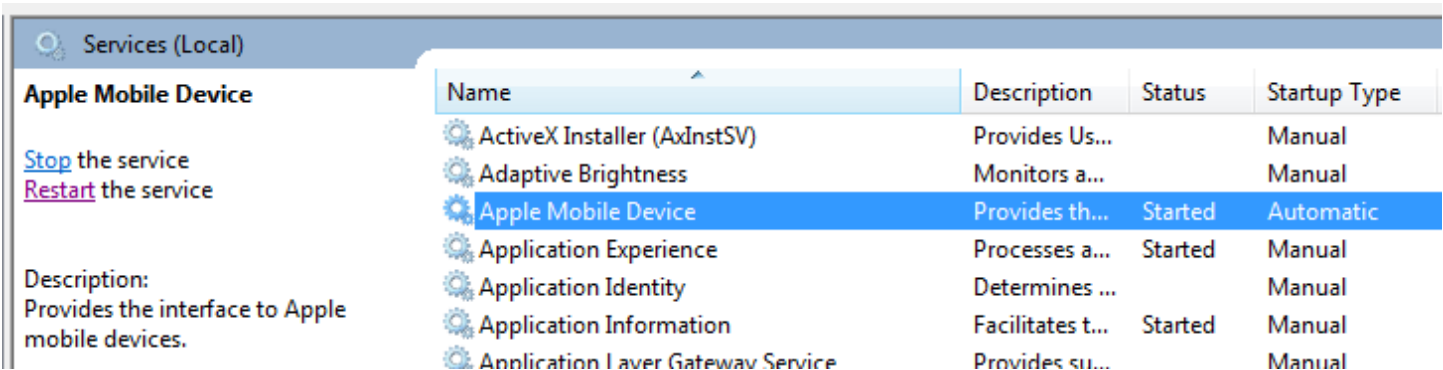 Services (Local)
Apple Mobile Device
Stop the service
Restart the service
Description:
Provides the interface to Apple
mobile devices.
Name Description Status Startup Type
ActiveX Installer (AxInstSV) Provides Us... Manual
Adaptive Brightness Monitors a... Manual
Apple Mobile Device Provides th... Started Automatic
Application Experience Processes a... Started Manual
Application Identity Determines ... Manual
Application Information Facilitates t... Started Manual
Application Layer Gateway Service Provides su... Manual